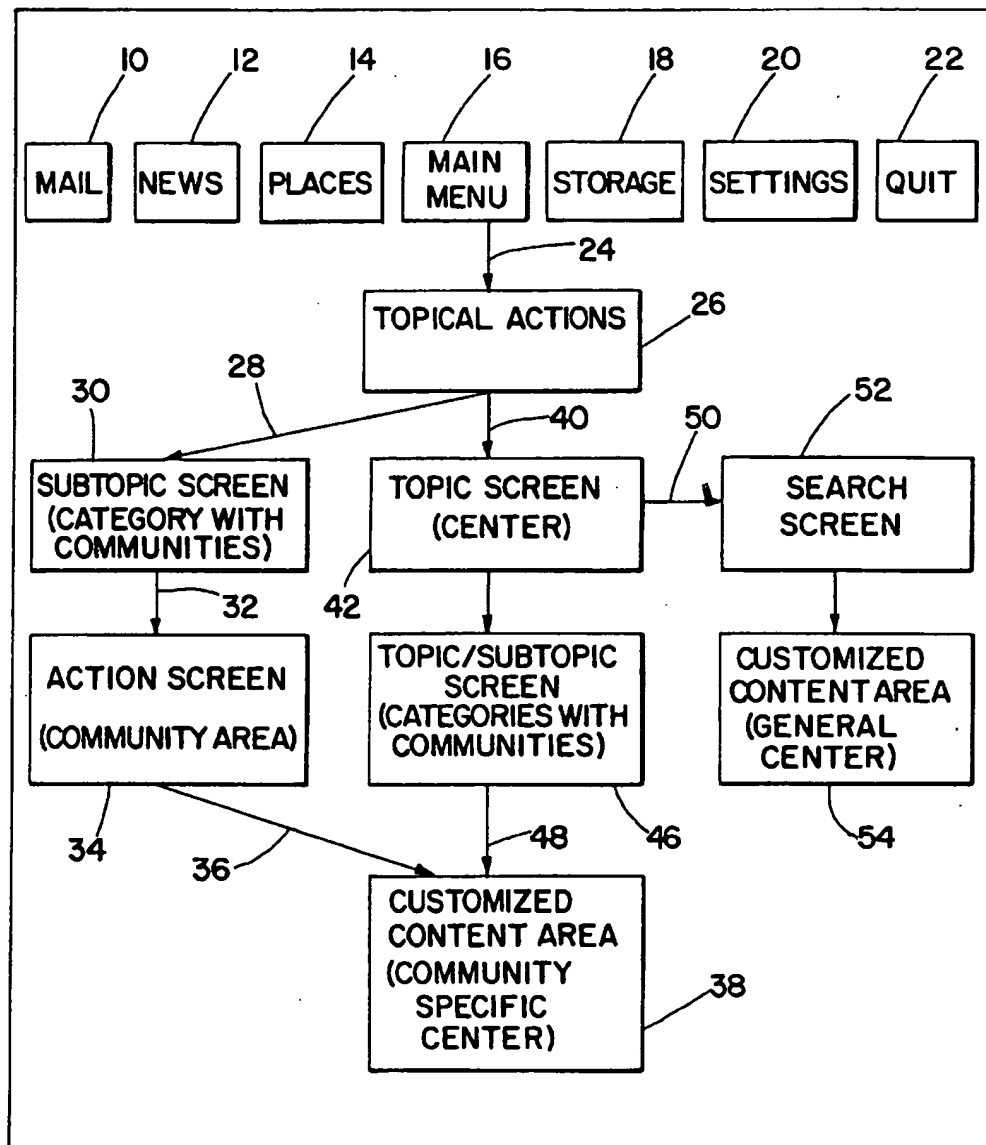 10 12 14 16 18 20 22
MAIL NEWS PLACES MAIN MENU STORAGE SETTINGS QUIT
24
TOPICAL ACTIONS
26
28
30
40
50
52
SUBTOPIC SCREEN
(CATEGORY WITH
COMMUNITIES)
TOPIC SCREEN
(CENTER)
SEARCH
SCREEN
32
42
ACTION SCREEN
(COMMUNITY AREA)
TOPIC/SUBTOPIC
SCREEN
(CATEGORIES WITH
COMMUNITIES)
CUSTOMIZED
CONTENT AREA
(GENERAL
CENTER)
34
36
48
46
54
CUSTOMIZED
CONTENT AREA
(COMMUNITY
SPECIFIC
CENTER)
38